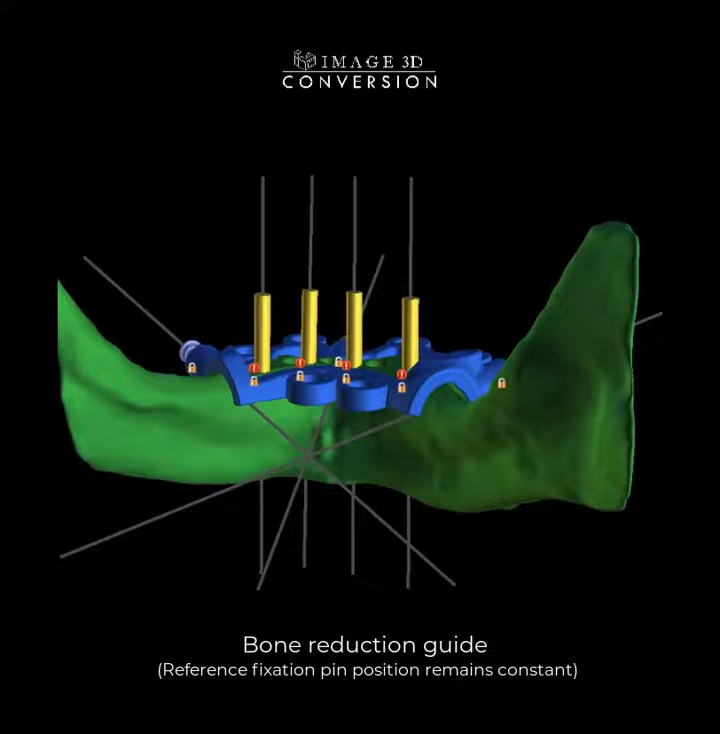 IMAGE 3D
CONVERSION
Bone reduction guide
(Reference fixation pin position remains constant)